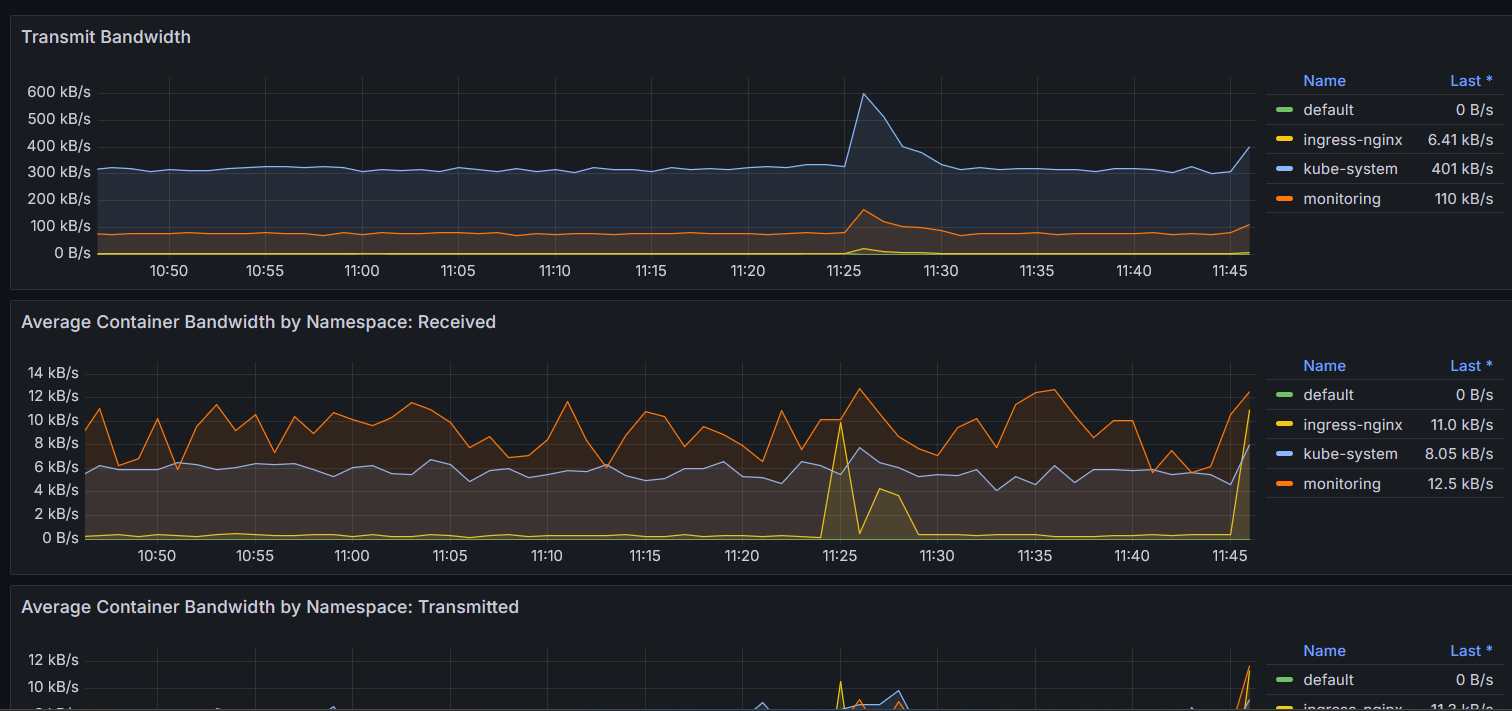 Transmit Bandwidth
Name Last *
600 kB/s
default 0 B/s
500 kB/s
ingress-nginx 6.41 kB/s
400 kB/s
300 kB/s
kube-system 401 kB/s
200 kB/s
monitoring 110 kB/s
100 kB/s
0 B/s
10:50 10:55 11:00 11:05 11:10 11:15 11:20 11:25 11:30 11:35 11:40 11:45
Average Container Bandwidth by Namespace: Received
Name Last *
14 kB/s
12 kB/s
default 0 B/s
10 kB/s
ingress-nginx 11.0 kB/s
8 kB/s
kube-system 8.05 kB/s
6 kB/s
monitoring 12.5 kB/s
4 kB/s
2 kB/s
0 B/s
10:50 10:55 11:00 11:05 11:10 11:15 11:20 11:25 11:30 11:35 11:40 11:45
Average Container Bandwidth by Namespace: Transmitted
Name Last *
12 kB/s
default 0 B/s
10 kB/s
ingress-nginx